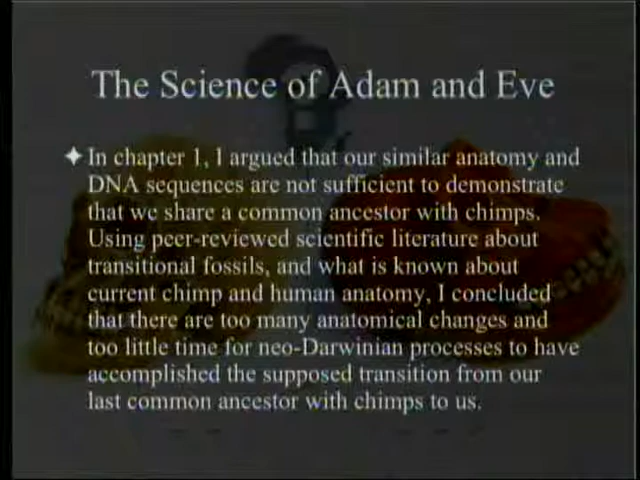 The Science of Adam and Eve
In chapter 1, I argued that our similar anatomy and
DNA sequences are not sufficient to demonstrate
that we share a common ancestor with chimps.
Using peer-reviewed scientific literature about
transitional fossils, and what is known about
current chimp and human anatomy, I concluded
that there are too many anatomical changes and
too little time for neo-Darwinian processes to have
accomplished the supposed transition from our
last common ancestor with chimps to us.